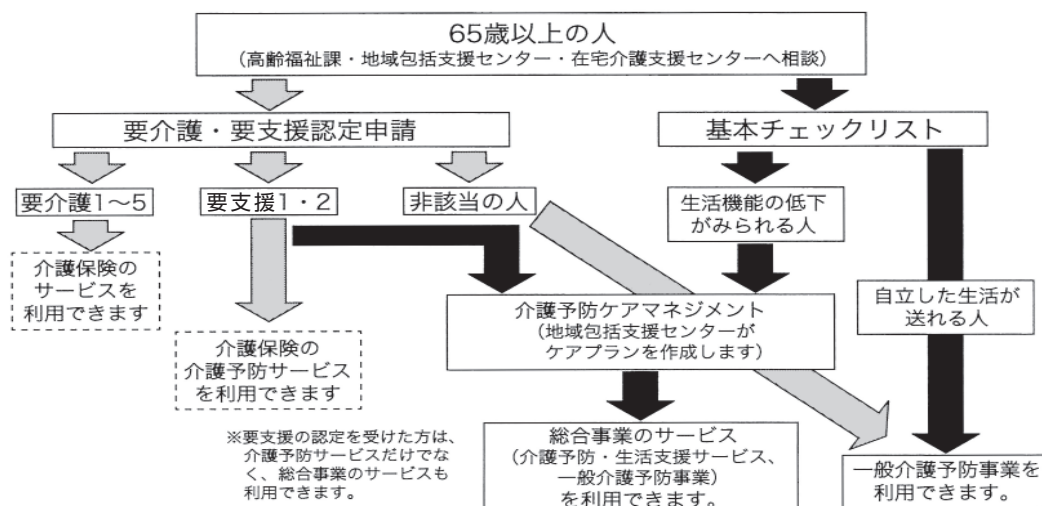 65歳以上の人
（高齢福祉課・地域包括支援センター・在宅介護支援センターへ相談）
要介護・要支援認定申請
基本チェックリスト
要介護1〜5
要支援1・2
非該当の人
生活機能の低下
がみられる人
介護保険の
サービスを
利用できます
介護予防ケアマネジメント
（地域包括支援センターが
ケアプランを作成します）
自立した生活が
送れる人
介護保険の
介護予防サービス
を利用できます
※要支援の認定を受けた方は、
介護予防サービスだけでな
く、総合事業のサービスも
利用できます。
総合事業のサービス
（介護予防・生活支援サービス、
一般介護予防事業）
を利用できます。
一般介護予防事業を
利用できます。